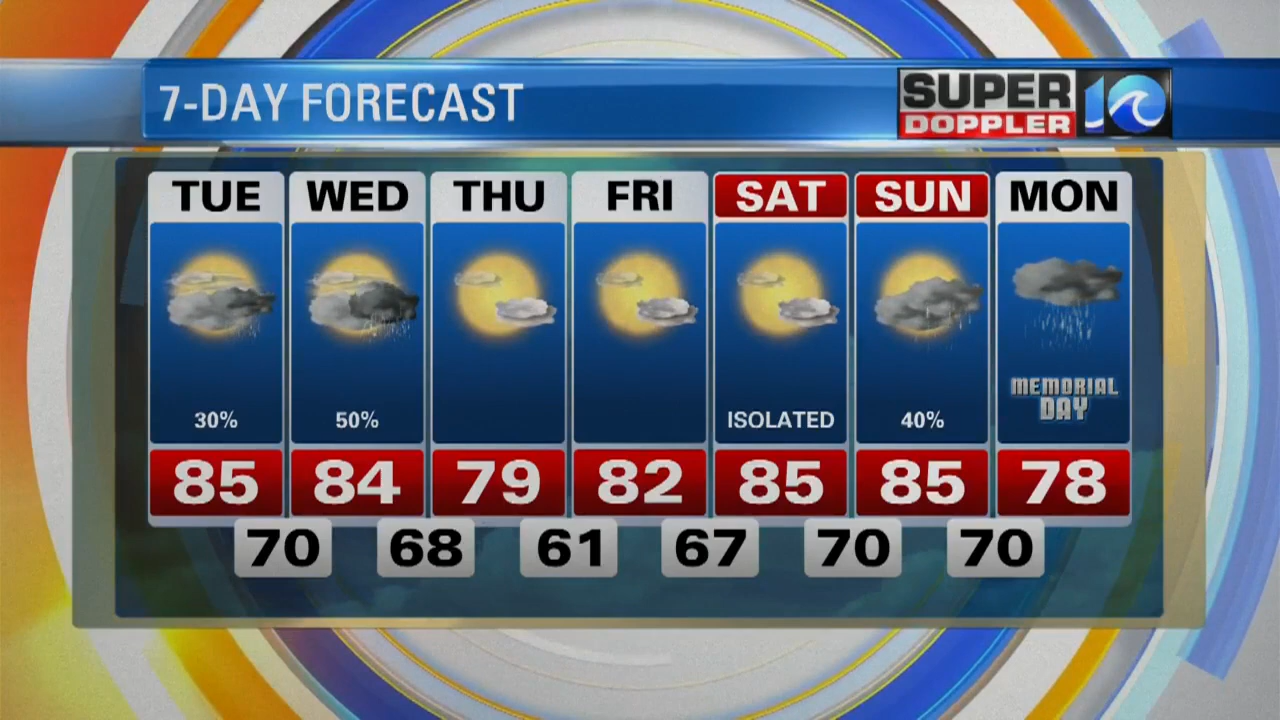 7-DAY FORECAST
SUPER
DOPPLER 10
TUE WED THU FRI SAT SUN MON
MEMORIAL
DAY
30% 50% ISOLATED 40%
85 84 79 82 85 85 78
70 68 61 67 70 70